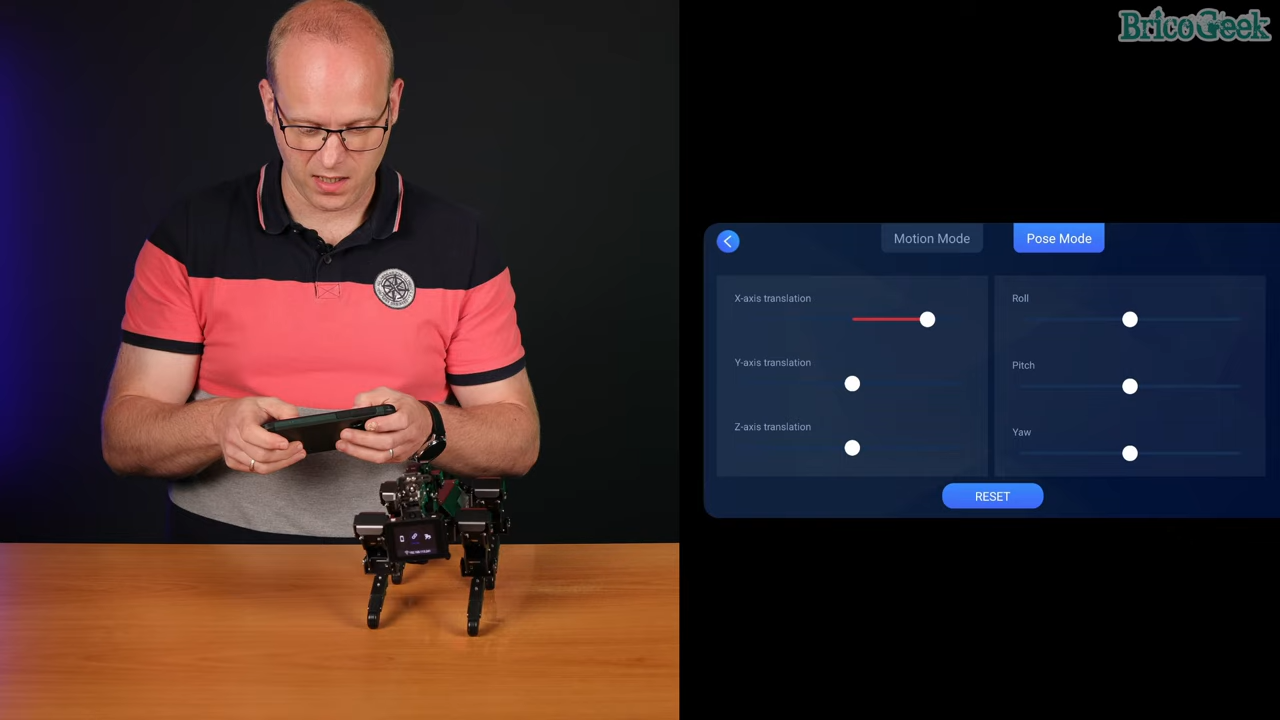 BricoGeek
Motion Mode
Pose Mode
X-axis translation
Roll
Y-axis translation
Pitch
Z-axis translation
Yaw
RESET